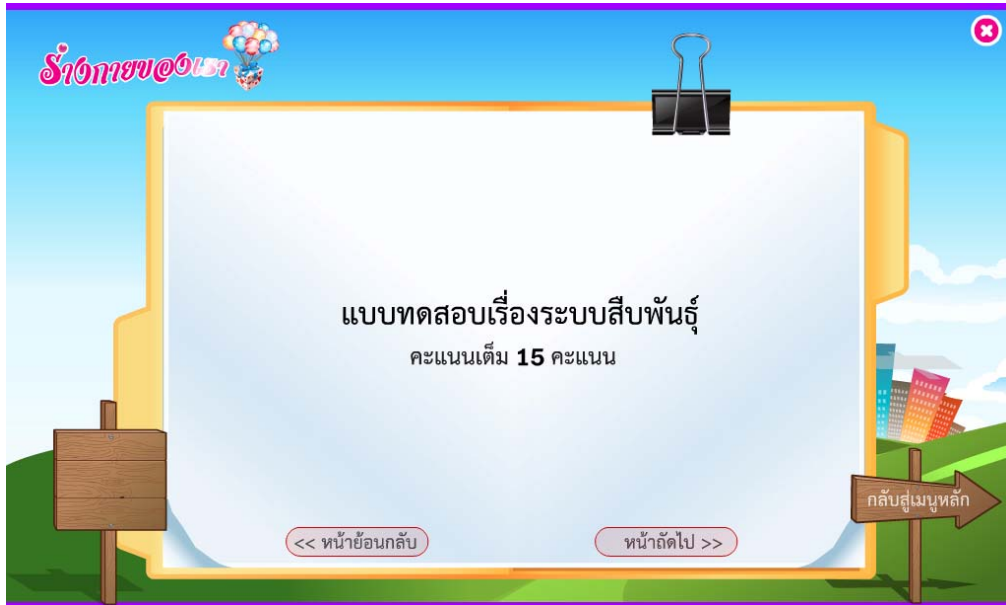 ร่างกายของเรา
แบบทดสอบเรื่องระบบสืบพันธุ์
คะแนนเต็ม 15 คะแนน
กลับสู่เมนูหลัก
<< หน้าย้อนกลับ
หน้าถัดไป >>